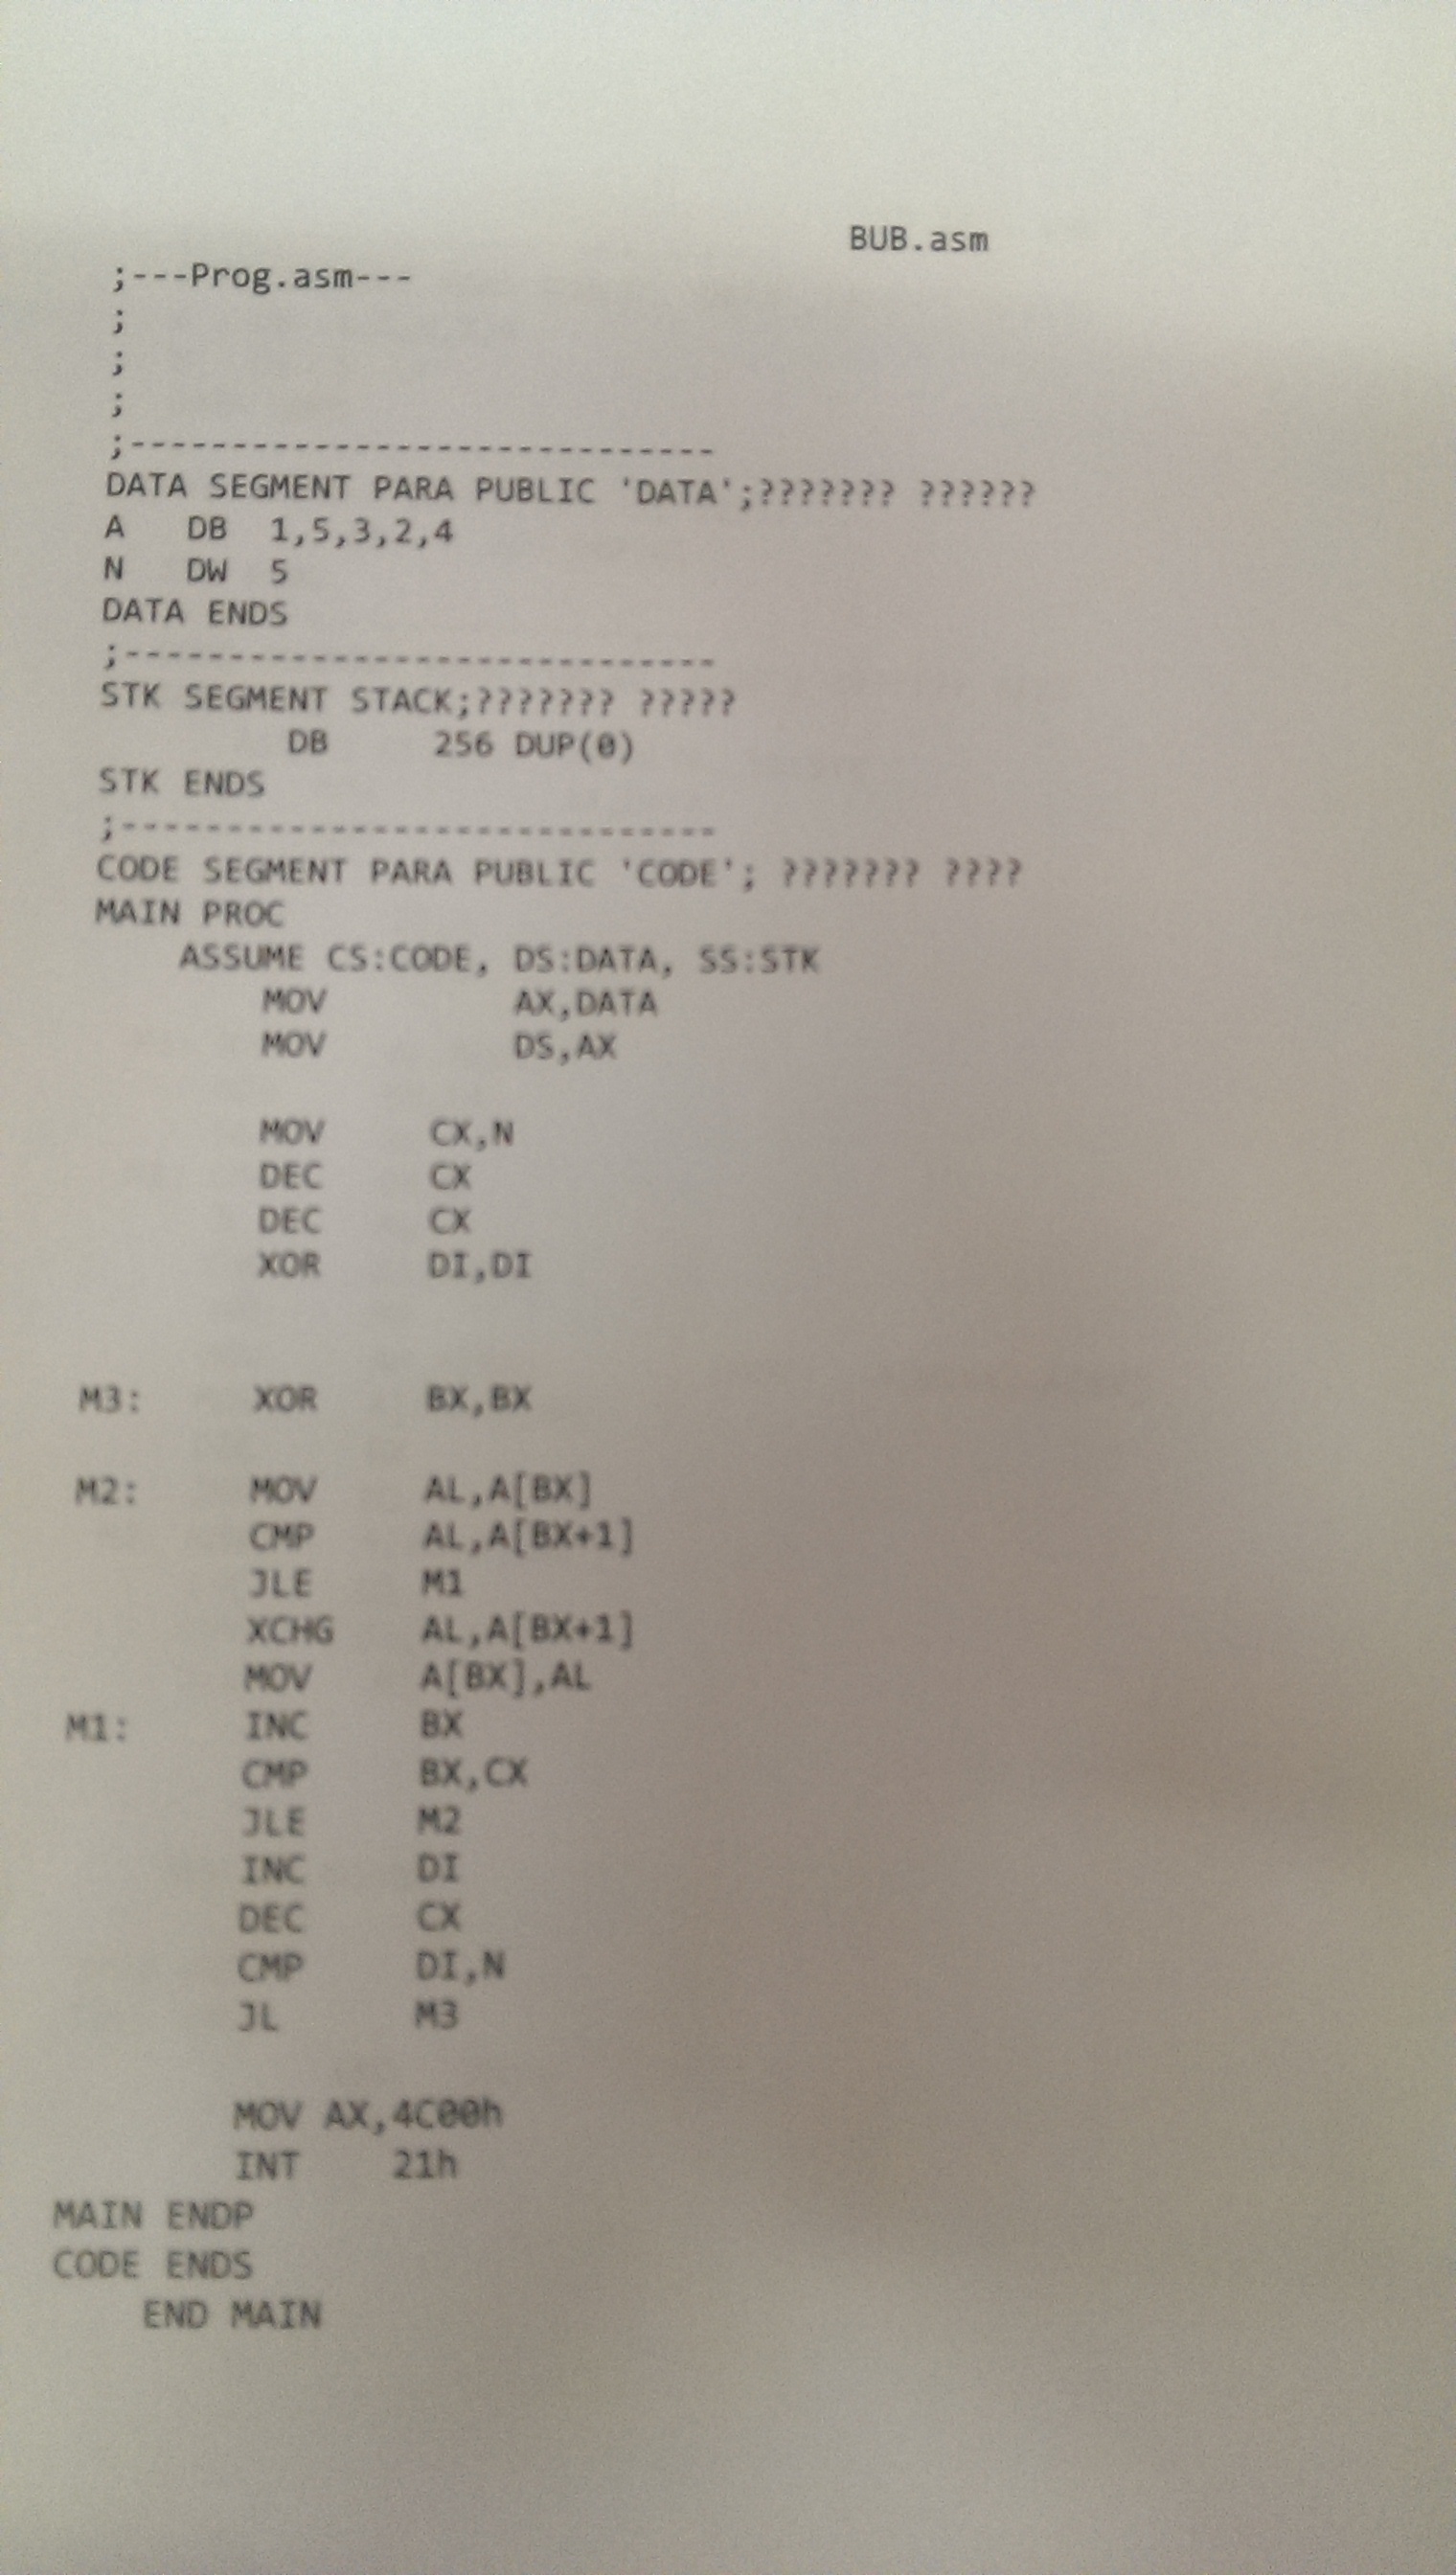 BUB.asm
;---Prog.asm---
;
;
;
;----------------------------
DATA SEGMENT PARA PUBLIC 'DATA';??????? ??????
A   DB  1,5,3,2,4
N   DW  5
DATA ENDS
;-----------------------------
STK SEGMENT STACK;??????? ?????
DB     256 DUP(0)
STK ENDS
;-----------------------------
CODE SEGMENT PARA PUBLIC 'CODE'; ??????? ????
MAIN PROC
ASSUME CS:CODE, DS:DATA, SS:STK
MOV         AX,DATA
MOV         DS,AX
MOV     CX,N
DEC     CX
DEC     CX
XOR     DI,DI
M3:     XOR     BX,BX
M2:     MOV     AL,A[BX]
CMP     AL,A[BX+1]
JLE     M1
XCHG    AL,A[BX+1]
MOV     A[BX],AL
M1:     INC     BX
CMP     BX,CX
JLE     M2
INC     DI
DEC     CX
CMP     DI,N
JL      M3
MOV AX,4C00h
INT    21h
MAIN ENDP
CODE ENDS
END MAIN